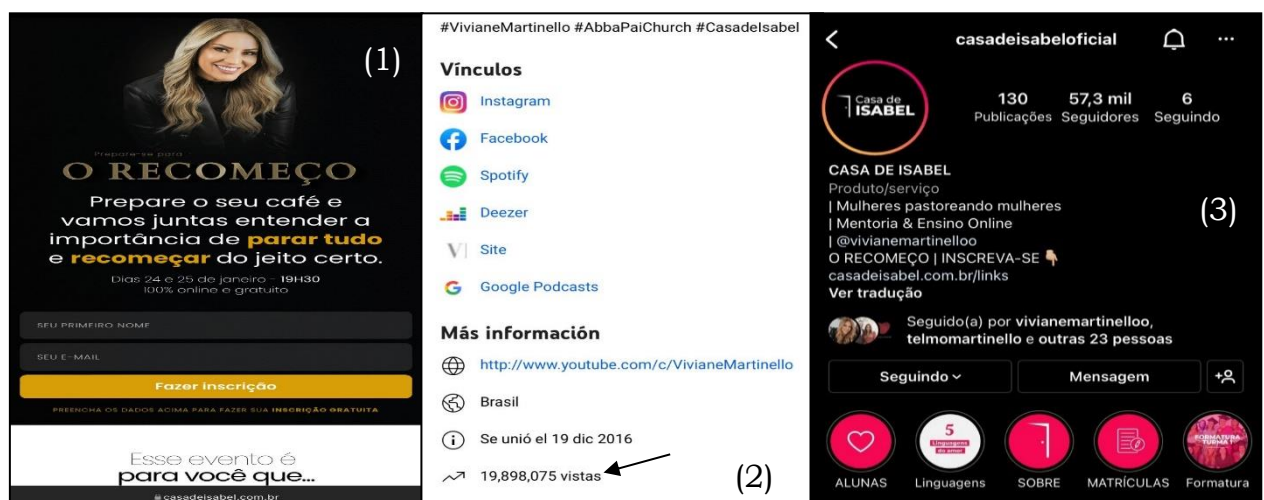 (1)
Prepare-se para
O RECOMEÇO
Prepare o seu café e
vamos juntas entender a
importância de parar tudo
e recomeçar do jeito certo.
Dias 24 e 25 de janeiro - 19H30
100% online e gratuito
SEU PRIMEIRO NOME
SEU E-MAIL
Fazer inscrição
PREENCHA OS DADOS ACIMA PARA FAZER SUA INSCRIÇÃO GRATUITA
Esse evento é
para você que...
casadeisabel.com.br
#VivianeMartinello #AbbaPaiChurch #CasadeIsabel
Vínculos
Instagram
Facebook
Spotify
Deezer
Site
Google Podcasts
Más información
http://www.youtube.com/c/VivianeMartinello
Brasil
Se unió el 19 dic 2016
19,898,075 vistas
(2)
casadeisabeloficial
Casa de
ISABEL
130 57,3 mil 6
Publicações Seguidores Seguindo
CASA DE ISABEL
Produto/serviço
| Mulheres pastoreando mulheres
| Mentoria & Ensino Online
| @vivianemartinelloo
O RECOMEÇO | INSCREVA-SE
casadeisabel.com.br/links
Ver tradução
(3)
Seguido(a) por vivianemartinelloo,
telmomartinello e outras 23 pessoas
Seguindo Mensagem
5
Linguagens
do amor
FORMATURA
TURMA 1
ALUNAS Linguagens SOBRE MATRÍCULAS Formatura